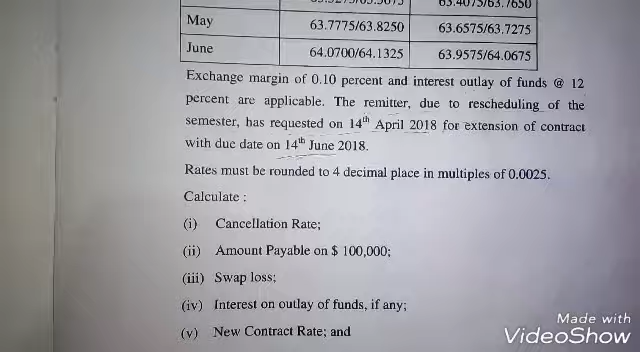 May 63.7775/63.8250 63.6575/63.7275
June 64.0700/64.1325 63.9575/64.0675
Exchange margin of 0.10 percent and interest outlay of funds @ 12
percent are applicable. The remitter, due to rescheduling of the
semester, has requested on 14th April 2018 for extension of contract
with due date on 14th June 2018.
Rates must be rounded to 4 decimal place in multiples of 0.0025.
Calculate :
(i) Cancellation Rate;
(ii) Amount Payable on $ 100,000;
(iii) Swap loss;
(iv) Interest on outlay of funds, if any;
(v) New Contract Rate; and
Made with
VideoShow